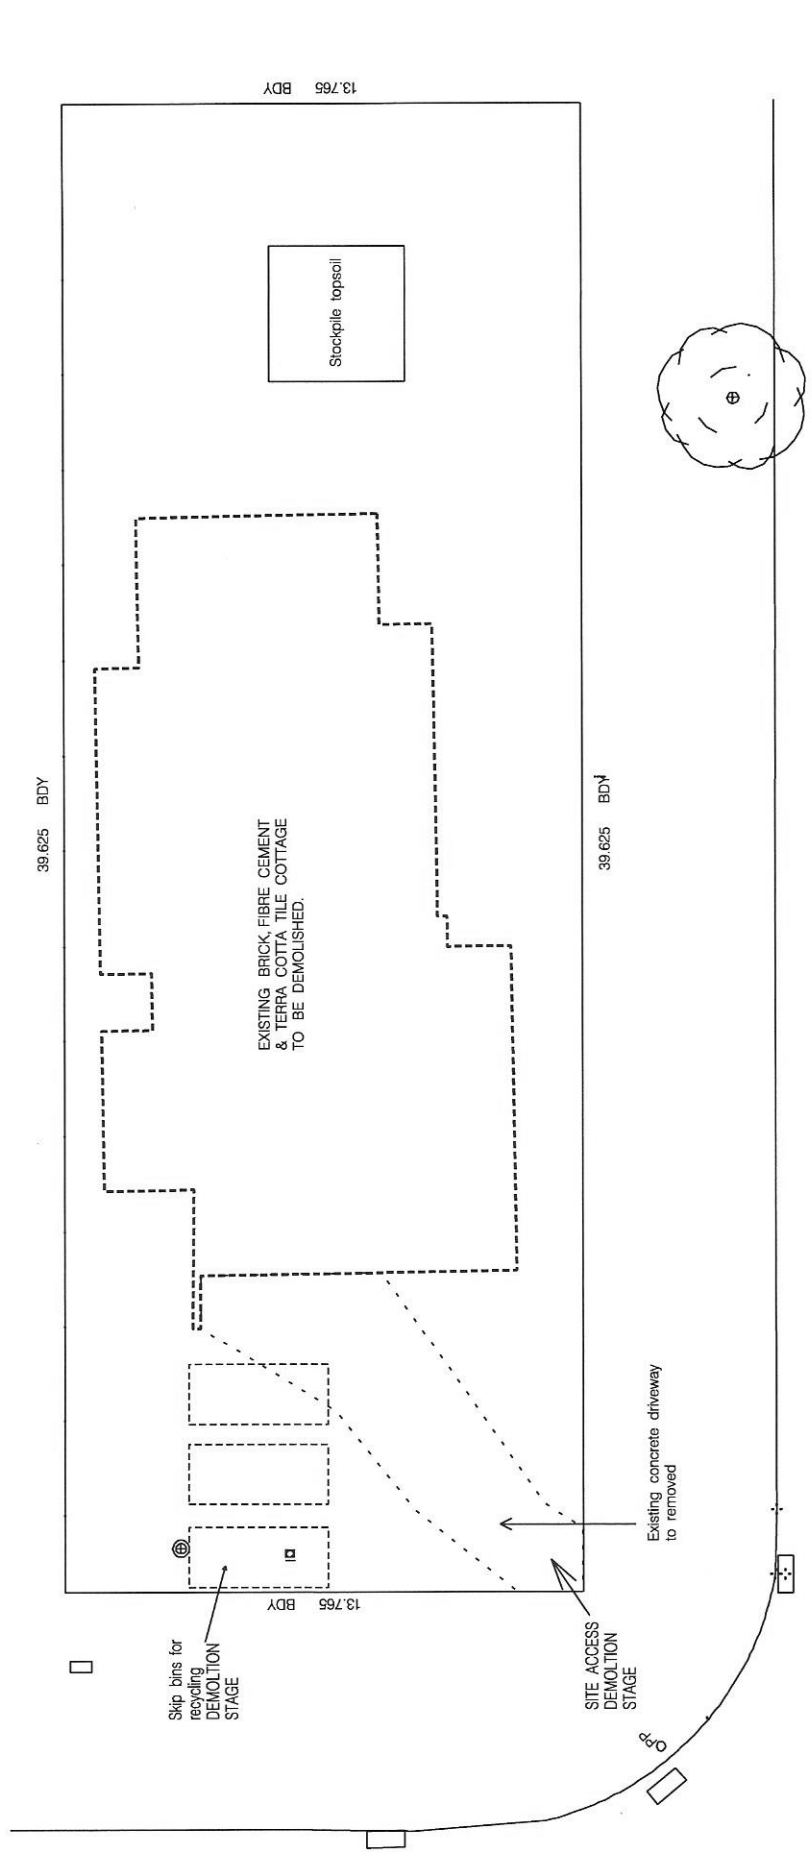 13.765 BDY
Stockpile topsoil
39.625 BDY
EXISTING BRICK, FIBRE CEMENT
& TERRA COTTA TILE COTTAGE
TO BE DEMOLISHED.
39.625 BDY
Existing concrete driveway
to removed
13.765 BDY
Skip bins for
recycling
DEMOLTION
STAGE
SITE ACCESS
DEMOLTION
STAGE
PP